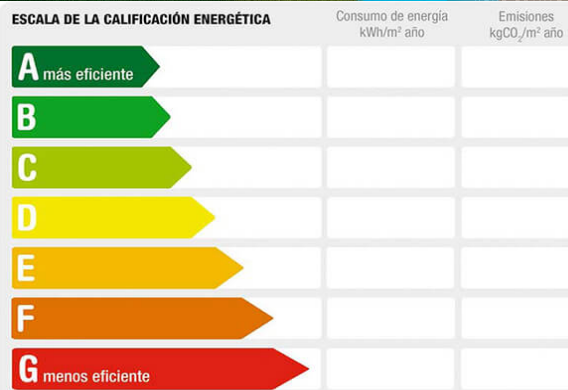 ESCALA DE LA CALIFICACIÓN ENERGÉTICA
Consumo de energía
kWh/m² año
Emisiones
kgCO₂/m² año
A más eficiente
B
C
D
E
F
G menos eficiente